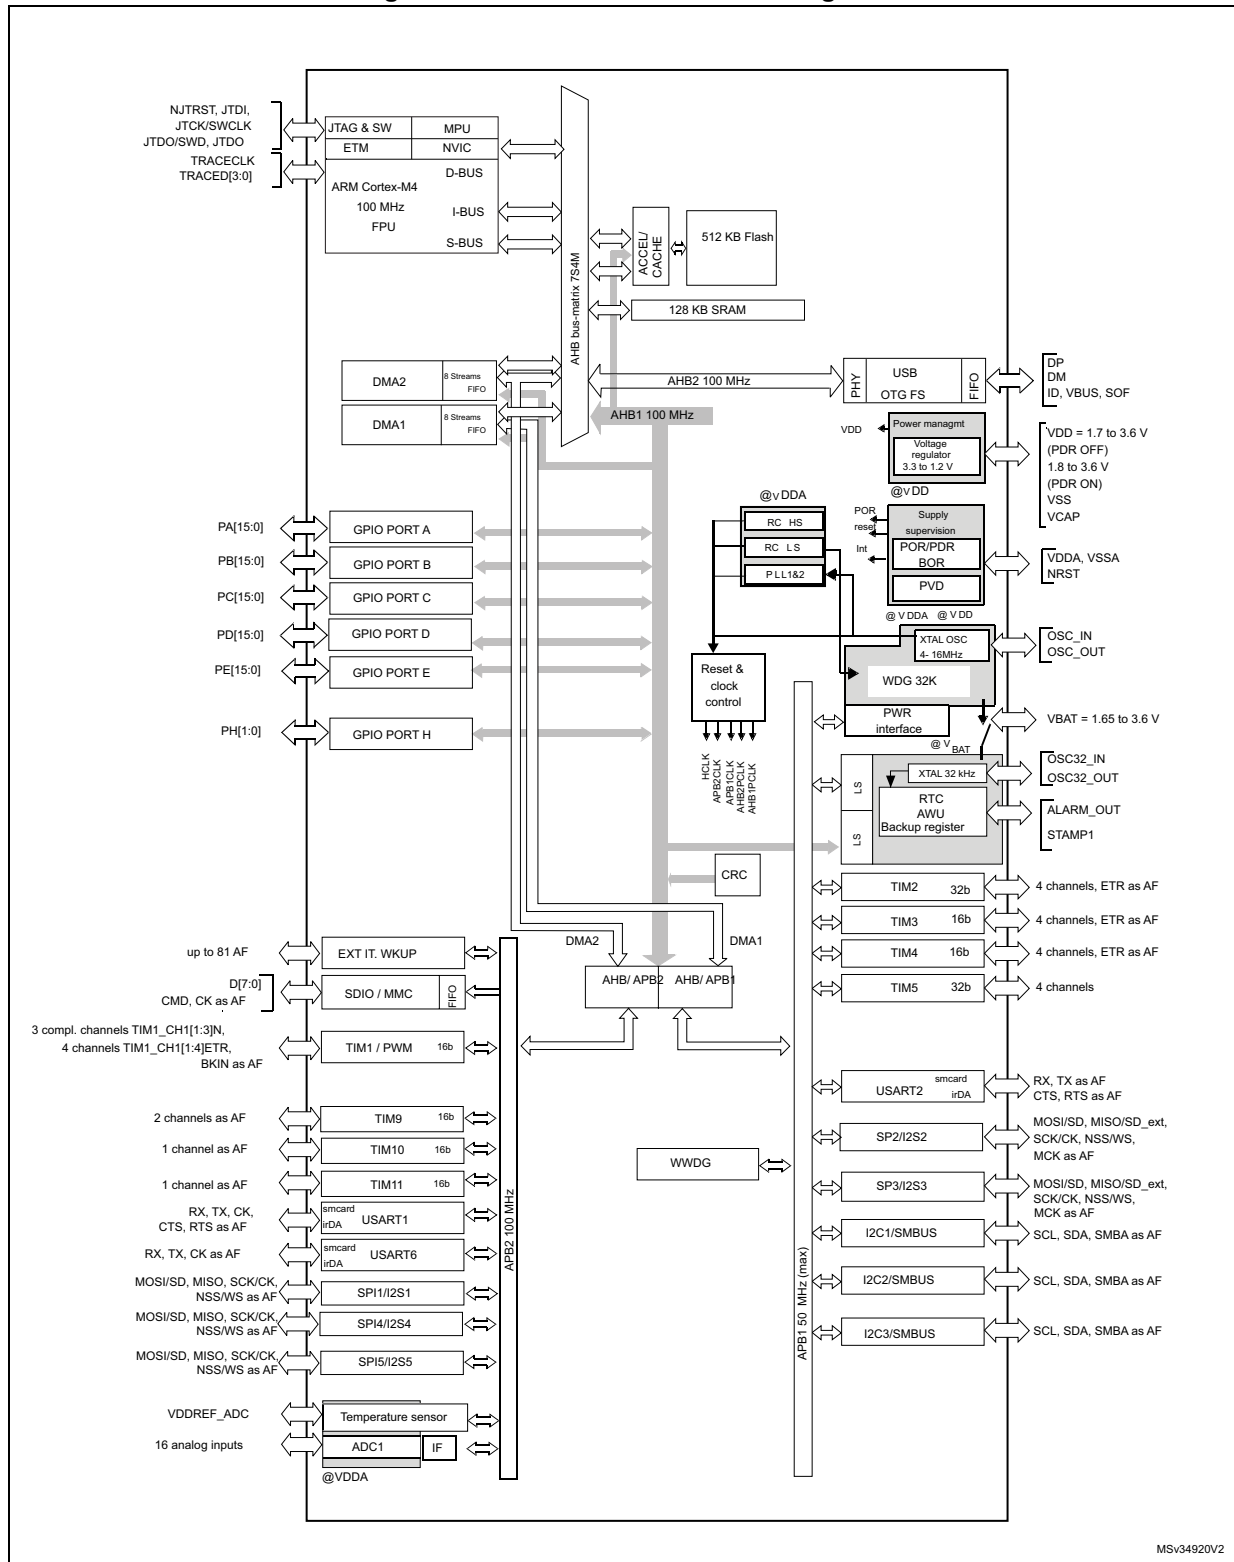 NJTRST, JTDI,
JTCK/SWCLK
JTDO/SWD, JTDO
TRACECLK
TRACED[3:0]
JTAG & SW
MPU
ETM
NVIC
ARM Cortex-M4
100 MHz
FPU
D-BUS
I-BUS
S-BUS
AHB bus-matrix 7S4M
ACCEL/
CACHE
512 KB Flash
128 KB SRAM
DMA2
8 Streams
FIFO
DMA1
8 Streams
FIFO
AHB2 100 MHz
AHB1 100 MHz
PHY
USB
OTG FS
FIFO
DP
DM
ID, VBUS, SOF
VDD
Power managmt
Voltage
regulator
3.3 to 1.2 V
@VDD
VDD = 1.7 to 3.6 V
(PDR OFF)
1.8 to 3.6 V
(PDR ON)
VSS
VCAP
@VDDA
RC HS
RC LS
PLL1&2
POR
reset
Int
Supply
supervision
POR/PDR
BOR
PVD
VDDA, VSSA
NRST
@VDDA @VDD
XTAL OSC
4- 16MHz
OSC_IN
OSC_OUT
WDG 32K
PWR
interface
VBAT = 1.65 to 3.6 V
@VBAT
Reset &
clock
control
HCLK
APB2CLK
APB1CLK
AHB2PCLK
AHB1PCLK
LS
LS
XTAL 32 kHz
RTC
AWU
Backup register
OSC32_IN
OSC32_OUT
ALARM_OUT
STAMP1
PA[15:0]
GPIO PORT A
PB[15:0]
GPIO PORT B
PC[15:0]
GPIO PORT C
PD[15:0]
GPIO PORT D
PE[15:0]
GPIO PORT E
PH[1:0]
GPIO PORT H
CRC
DMA2
DMA1
AHB/ APB2
AHB/ APB1
up to 81 AF
EXT IT. WKUP
D[7:0]
CMD, CK as AF
SDIO / MMC
FIFO
3 compl. channels TIM1_CH1[1:3]N,
4 channels TIM1_CH1[1:4]ETR,
BKIN as AF
TIM1 / PWM 16b
2 channels as AF
TIM9 16b
1 channel as AF
TIM10 16b
1 channel as AF
TIM11 16b
RX, TX, CK,
CTS, RTS as AF
smcard
irDA
USART1
RX, TX, CK as AF
smcard
irDA
USART6
MOSI/SD, MISO, SCK/CK,
NSS/WS as AF
SPI1/I2S1
MOSI/SD, MISO, SCK/CK,
NSS/WS as AF
SPI4/I2S4
MOSI/SD, MISO, SCK/CK,
NSS/WS as AF
SPI5/I2S5
VDDREF_ADC
Temperature sensor
16 analog inputs
ADC1
IF
@VDDA
APB2 100 MHz
WWDG
APB1 50 MHz (max)
TIM2 32b
4 channels, ETR as AF
TIM3 16b
4 channels, ETR as AF
TIM4 16b
4 channels, ETR as AF
TIM5 32b
4 channels
USART2
smcard
irDA
RX, TX as AF
CTS, RTS as AF
SP2/I2S2
MOSI/SD, MISO/SD_ext,
SCK/CK, NSS/WS,
MCK as AF
SP3/I2S3
MOSI/SD, MISO/SD_ext,
SCK/CK, NSS/WS,
MCK as AF
I2C1/SMBUS
SCL, SDA, SMBA as AF
I2C2/SMBUS
SCL, SDA, SMBA as AF
I2C3/SMBUS
SCL, SDA, SMBA as AF
MSv34920V2